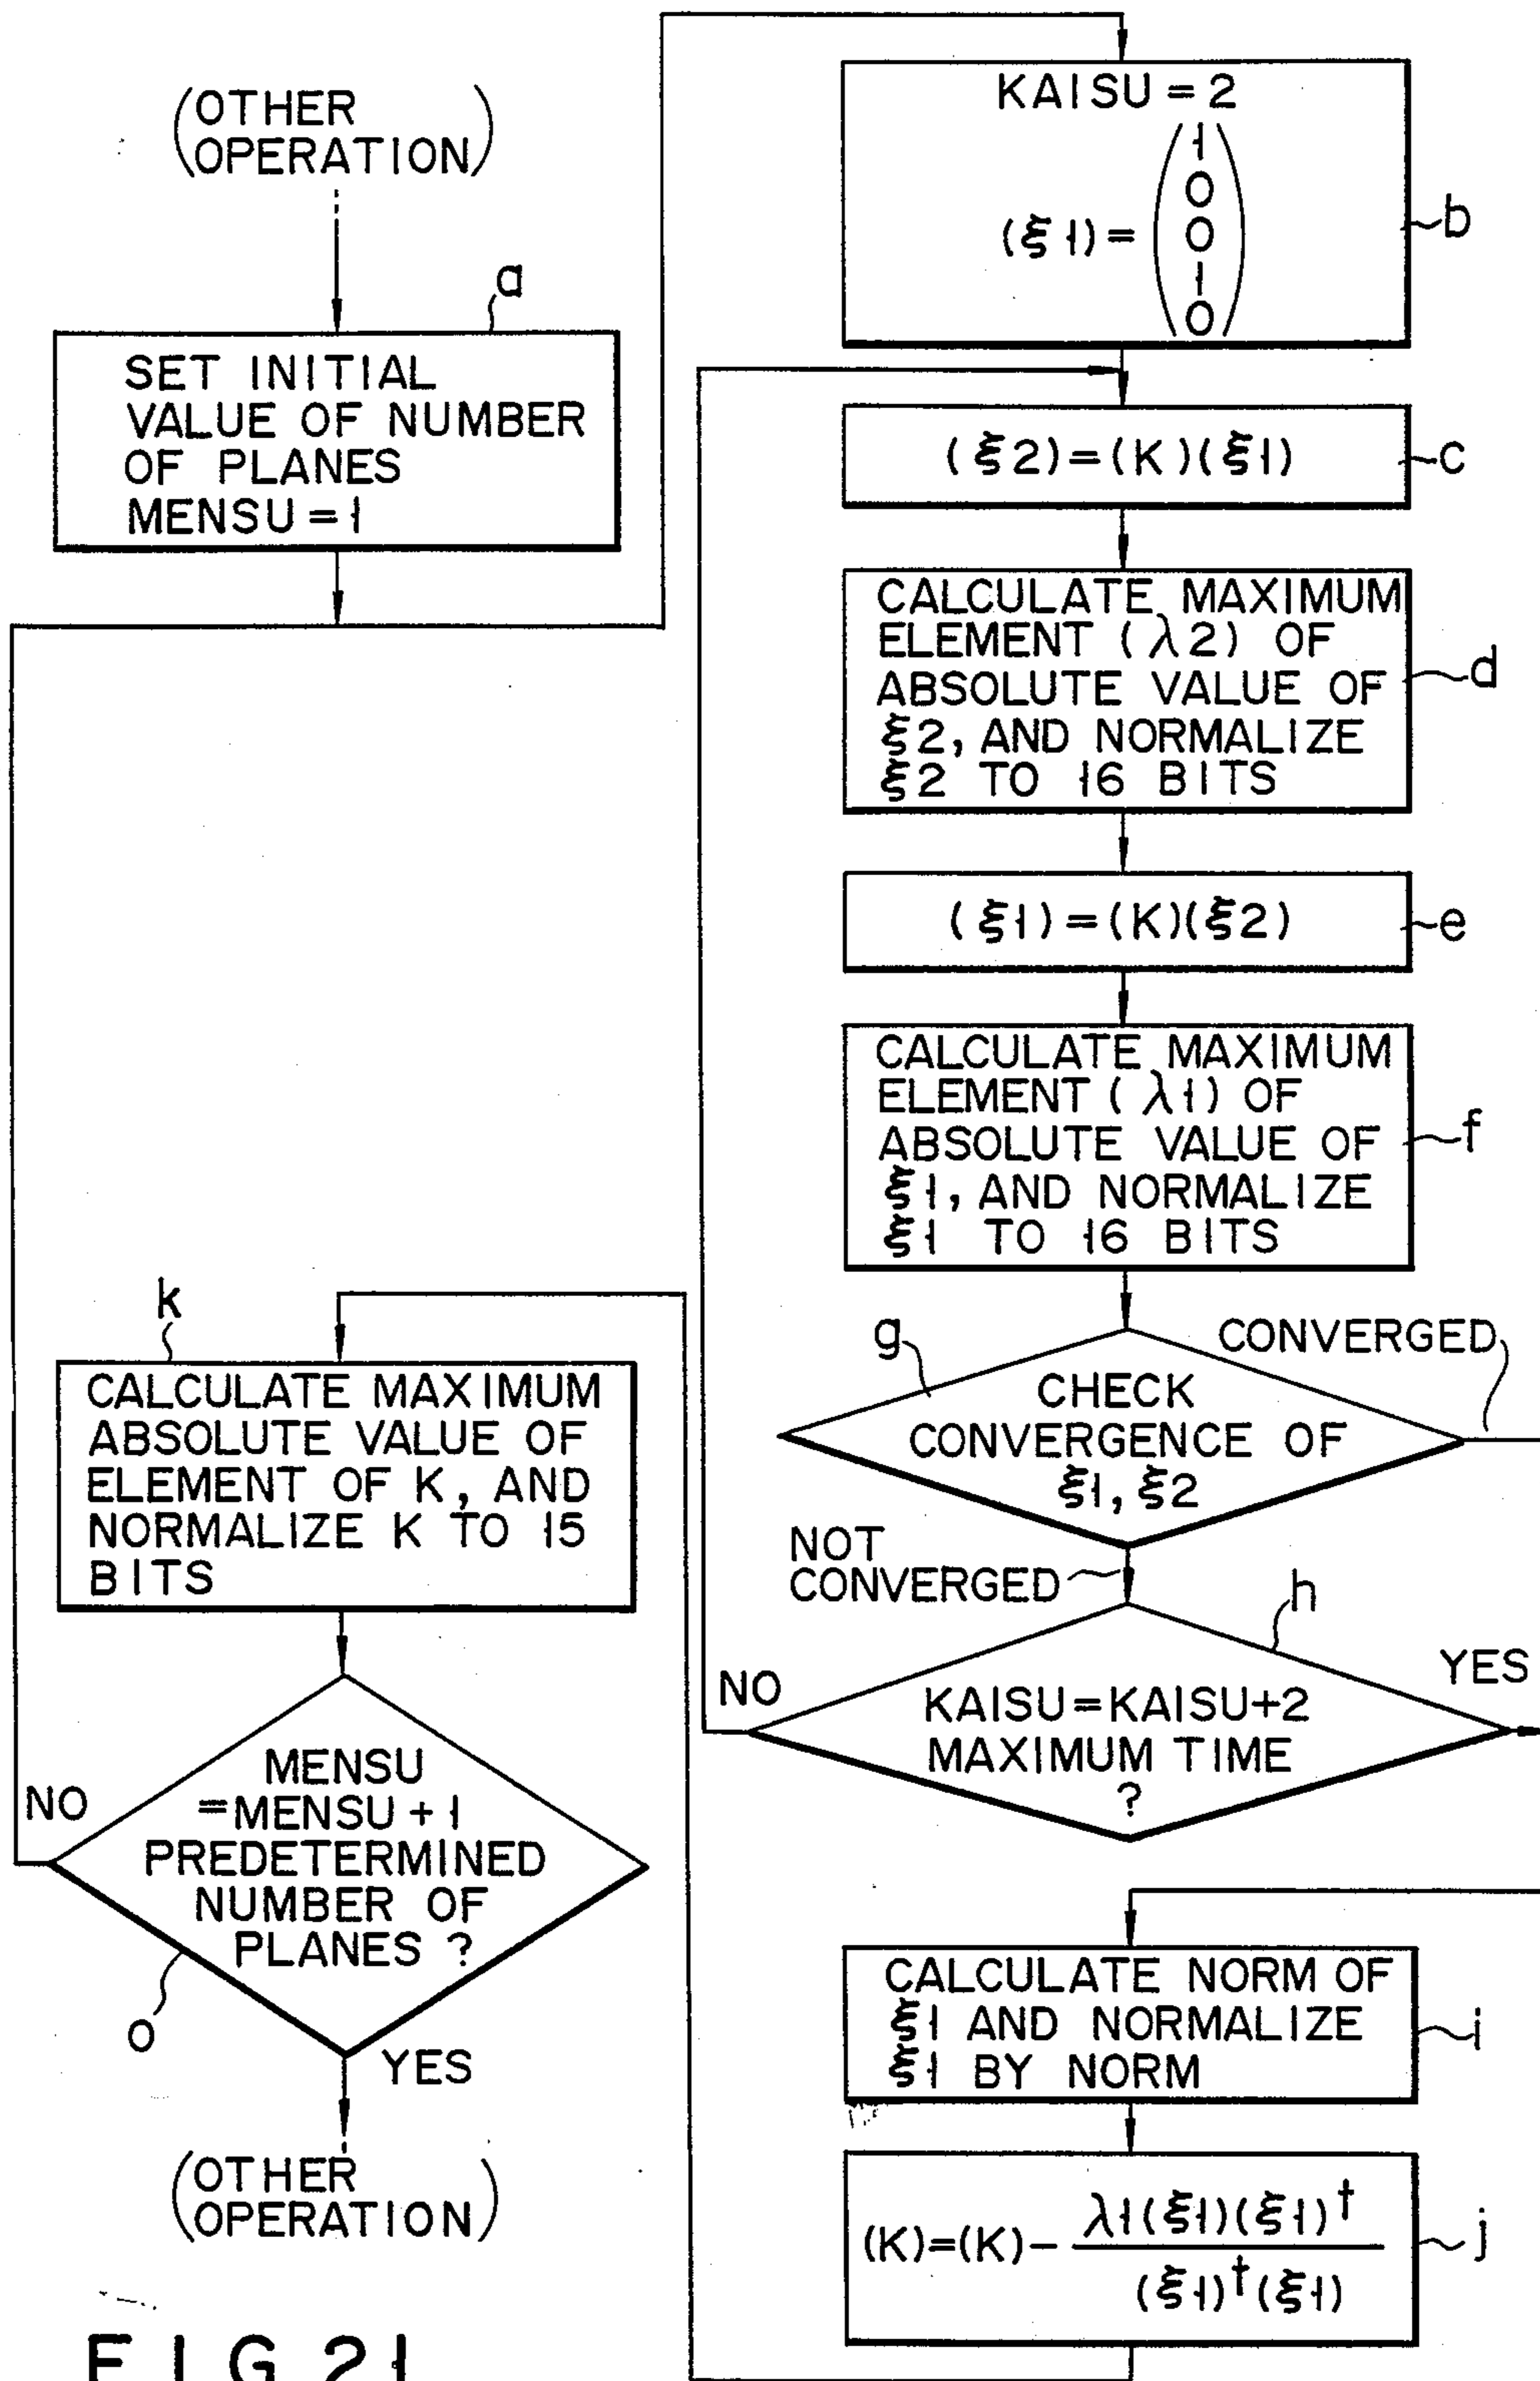 (OTHER
OPERATION)
a
SET INITIAL
VALUE OF NUMBER
OF PLANES
MENSU = 1
KAISU = 2
(ξ1) = (1
0
0
1
0)
b
(ξ2)=(K)(ξ1)
c
CALCULATE MAXIMUM
ELEMENT (λ2) OF
ABSOLUTE VALUE OF
ξ2, AND NORMALIZE
ξ2 TO 16 BITS
d
(ξ1)=(K)(ξ2)
e
CALCULATE MAXIMUM
ELEMENT (λ1) OF
ABSOLUTE VALUE OF
ξ1, AND NORMALIZE
ξ1 TO 16 BITS
f
g
CONVERGED
CHECK
CONVERGENCE OF
ξ1, ξ2
NOT
CONVERGED
h
NO
YES
KAISU=KAISU+2
MAXIMUM TIME
?
CALCULATE NORM OF
ξ1 AND NORMALIZE
ξ1 BY NORM
i
(K)=(K)- λ1(ξ1)(ξ1)†
(ξ1)†(ξ1)
j
k
CALCULATE MAXIMUM
ABSOLUTE VALUE OF
ELEMENT OF K, AND
NORMALIZE K TO 15
BITS
NO
MENSU
=MENSU+1
PREDETERMINED
NUMBER OF
PLANES ?
o
YES
(OTHER
OPERATION)
FIG. 21